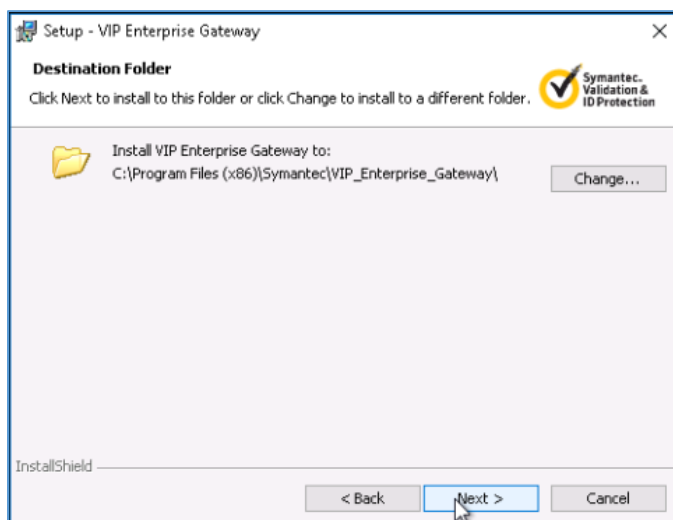 Setup - VIP Enterprise Gateway
Destination Folder
Click Next to install to this folder or click Change to install to a different folder.
Symantec.
Validation &
ID Protection
Install VIP Enterprise Gateway to:
C:\Program Files (x86)\Symantec\VIP_Enterprise_Gateway\
Change...
InstallShield
< Back
Next >
Cancel